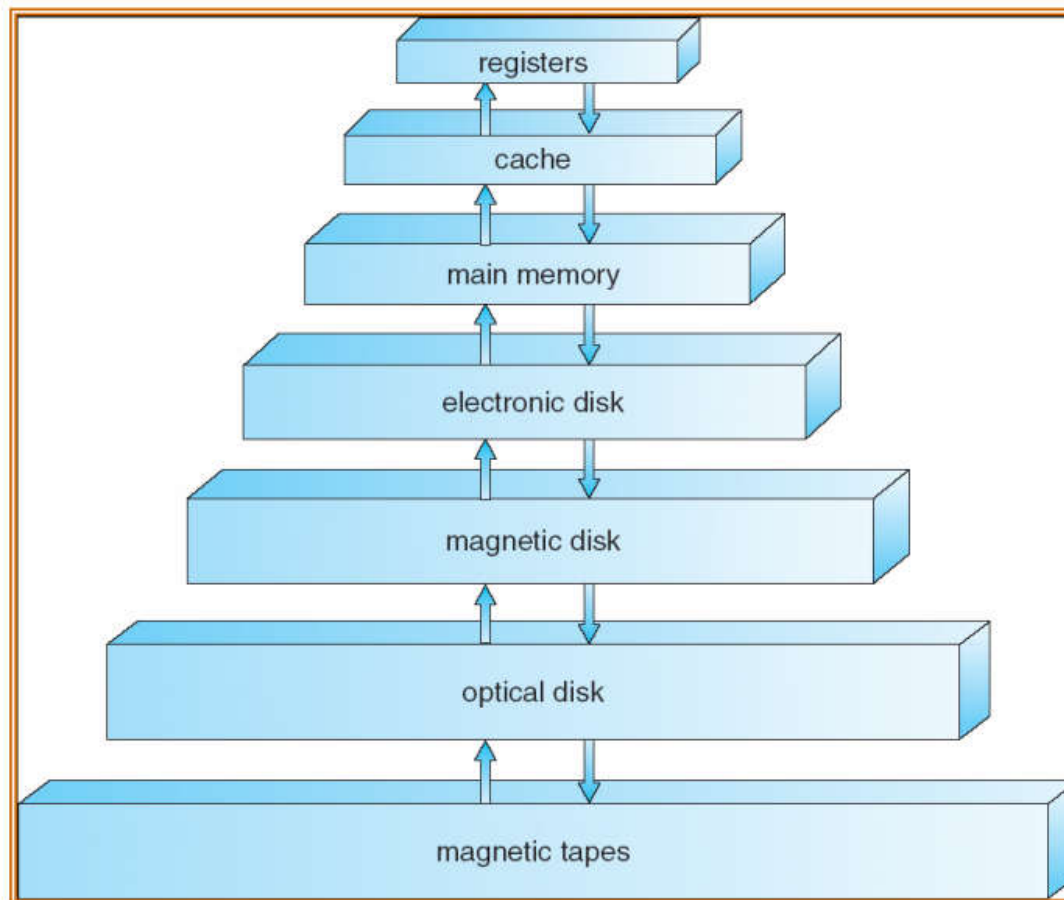 registers
cache
main memory
electronic disk
magnetic disk
optical disk
magnetic tapes